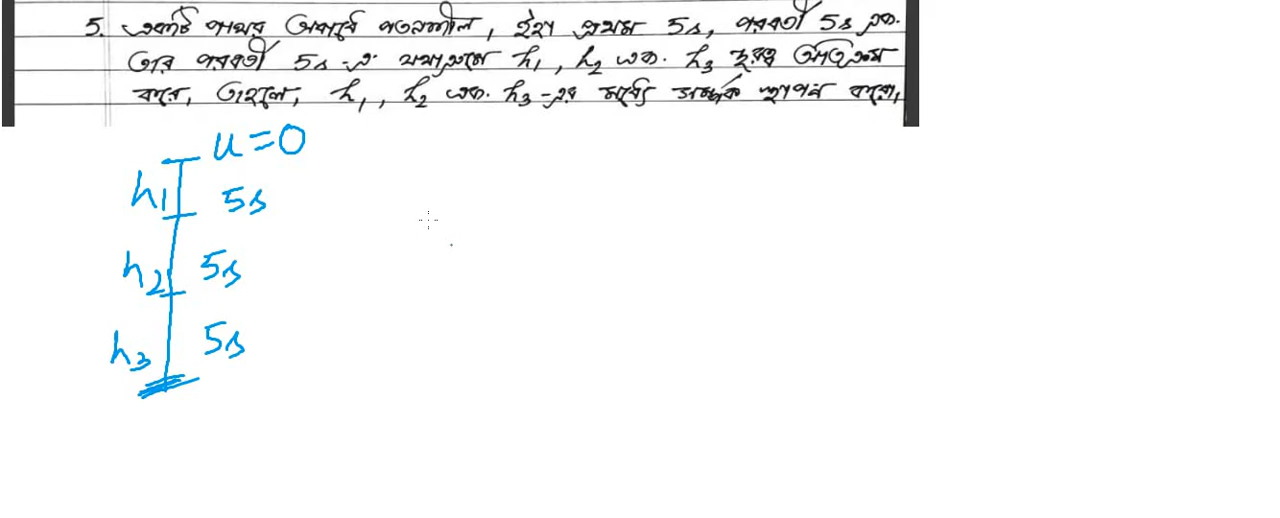 5. একটি পাথর অবাধে পতনশীল, ইহা প্রথম 5s, পরবর্তী 5s এবং
তার পরবর্তী 5s-এ যথাক্রমে h₁, h₂ এবং h₃ দূরত্ব অতিক্রম
করে, তাহলে, h₁, h₂ এবং h₃-এর মধ্যে সম্পর্ক স্থাপন করো,
u=0
h₁ 5s
h₂ 5s
h₃ 5s